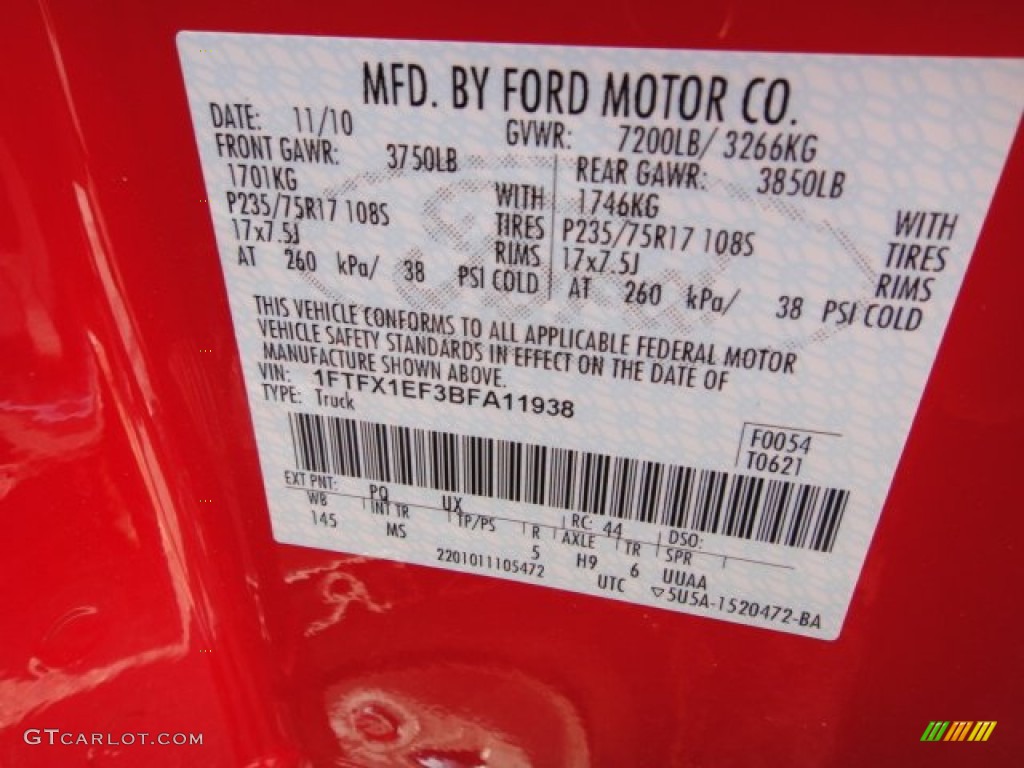 MFD. BY FORD MOTOR CO.
DATE: 11/10 GVWR: 7200LB/ 3266KG
FRONT GAWR: 3750LB REAR GAWR: 3850LB
1701KG WITH 1746KG WITH
P235/75R17 108S TIRES P235/75R17 108S TIRES
17x7.5J RIMS 17x7.5J RIMS
AT 260 kPa/ 38 PSI COLD AT 260 kPa/ 38 PSI COLD
THIS VEHICLE CONFORMS TO ALL APPLICABLE FEDERAL MOTOR
VEHICLE SAFETY STANDARDS IN EFFECT ON THE DATE OF
MANUFACTURE SHOWN ABOVE.
VIN: 1FTFX1EF3BFA11938
TYPE: Truck
F0054
T0621
EXT PNT: PQ UX RC: 44 DSO:
WB INT TR TP/PS R AXLE TR SPR
145 MS 5 H9 6 UUAA
2201011105472 UTC ▽5U5A-1520472-BA
GTCARLOT.COM